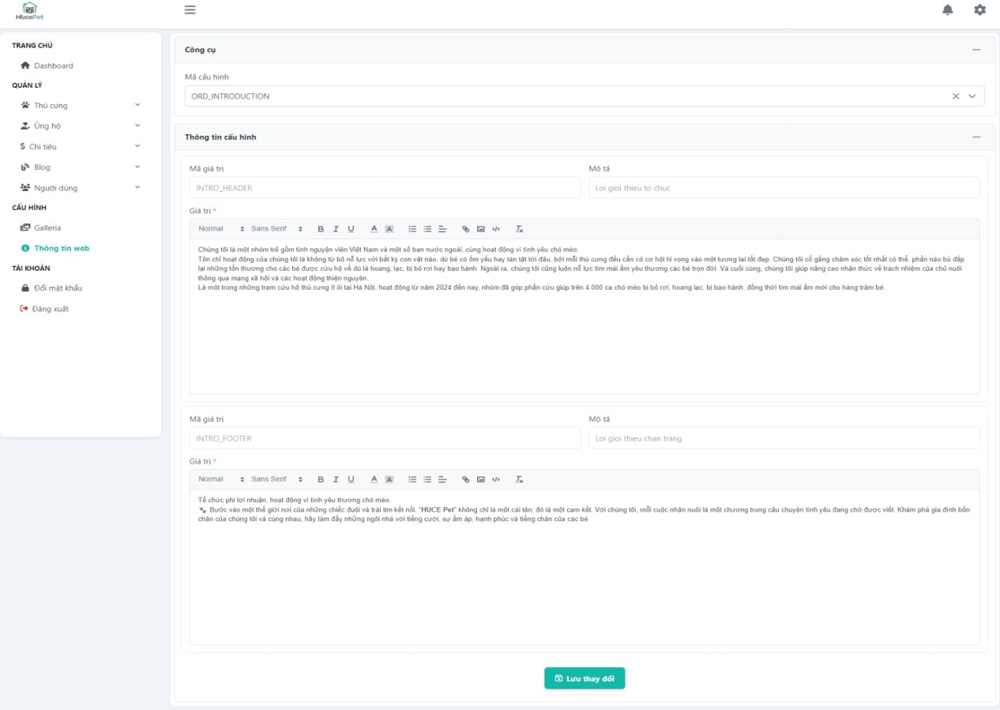 HucePet
TRANG CHỦ
Dashboard
QUẢN LÝ
Thú cưng
Ủng hộ
Chi tiêu
Blog
Người dùng
CẤU HÌNH
Galleria
Thông tin web
TÀI KHOẢN
Đổi mật khẩu
Đăng xuất
Công cụ
Mã cấu hình
ORD_INTRODUCTION
Thông tin cấu hình
Mã giá trị
Mô tả
INTRO_HEADER
Loi gioi thieu to chuc
Giá trị *
Normal Sans Serif
Chúng tôi là một nhóm trẻ gồm tình nguyện viên Việt Nam và một số bạn nước ngoài, cùng hoạt động vì tình yêu chó mèo.
Tôn chỉ hoạt động của chúng tôi là không từ bỏ nỗ lực với bất kỳ con vật nào, dù bé có ốm yếu hay tàn tật tới đâu, bởi mỗi thú cưng đều cần có cơ hội hi vọng vào một tương lai tốt đẹp. Chúng tôi cố gắng chăm sóc tốt nhất có thể, phần nào bù đắp
lại những tổn thương cho các bé được cứu hộ về dù là hoang, lạc, bị bỏ rơi hay bạo hành. Ngoài ra, chúng tôi cũng luôn nỗ lực tìm mái ấm yêu thương các bé trọn đời. Và cuối cùng, chúng tôi giúp nâng cao nhận thức về trách nhiệm của chủ nuôi
thông qua mạng xã hội và các hoạt động thiện nguyện.
Là một trong những trạm cứu hộ thú cưng ít ỏi tại Hà Nội, hoạt động từ năm 2024 đến nay, nhóm đã góp phần cứu giúp trên 4.000 ca chó mèo bị bỏ rơi, hoang lạc, bị bạo hành, đồng thời tìm mái ấm mới cho hàng trăm bé.
Mã giá trị
Mô tả
INTRO_FOOTER
Loi gioi thieu chan trang
Giá trị *
Normal Sans Serif
Tổ chức phi lợi nhuận, hoạt động vì tình yêu thương chó mèo.
🐾 Bước vào một thế giới nơi của những chiếc đuôi và trái tim kết nối. "HUCE Pet" không chỉ là một cái tên; đó là một cam kết. Với chúng tôi, mỗi cuộc nhận nuôi là một chương trong câu chuyện tình yêu đang chờ được viết. Khám phá gia đình bốn
chân của chúng tôi và cùng nhau, hãy làm đầy những ngôi nhà với tiếng cười, sự ấm áp, hạnh phúc và tiếng chân của các bé.
Lưu thay đổi